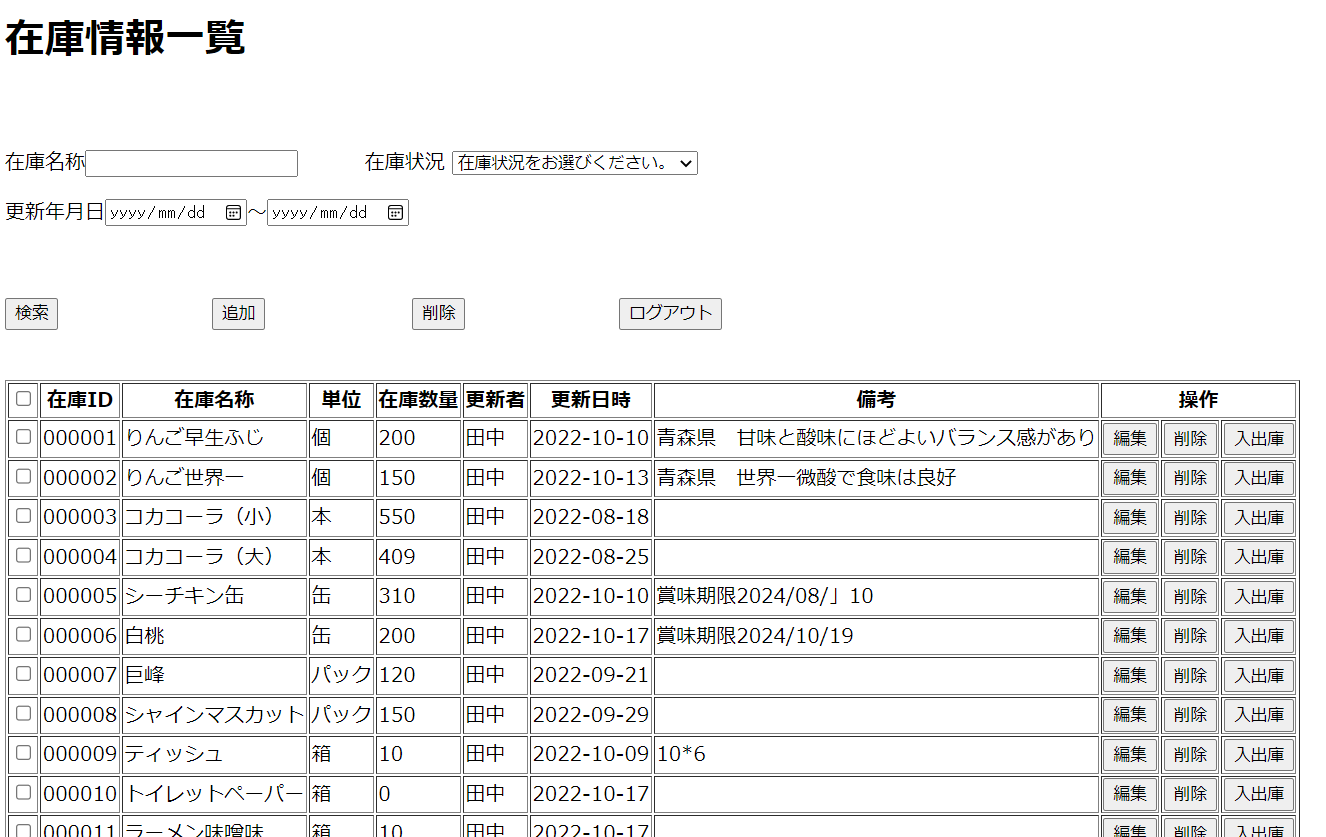 在庫情報一覧
在庫名称 在庫状況 在庫状況をお選びください。
更新年月日 yyyy/mm/dd ～ yyyy/mm/dd
検索 追加 削除 ログアウト
在庫ID 在庫名称 単位 在庫数量 更新者 更新日時 備考 操作
000001 りんご早生ふじ 個 200 田中 2022-10-10 青森県　甘味と酸味にほどよいバランス感があり 編集 削除 入出庫
000002 りんご世界一 個 150 田中 2022-10-13 青森県　世界一微酸で食味は良好 編集 削除 入出庫
000003 コカコーラ（小） 本 550 田中 2022-08-18 編集 削除 入出庫
000004 コカコーラ（大） 本 409 田中 2022-08-25 編集 削除 入出庫
000005 シーチキン缶 缶 310 田中 2022-10-10 賞味期限2024/08/」10 編集 削除 入出庫
000006 白桃 缶 200 田中 2022-10-17 賞味期限2024/10/19 編集 削除 入出庫
000007 巨峰 パック 120 田中 2022-09-21 編集 削除 入出庫
000008 シャインマスカット パック 150 田中 2022-09-29 編集 削除 入出庫
000009 ティッシュ 箱 10 田中 2022-10-09 10*6 編集 削除 入出庫
000010 トイレットペーパー 箱 0 田中 2022-10-17 編集 削除 入出庫
000011 ラーメン味噌味 箱 10 田中 2022-10-17 編集 削除 入出庫